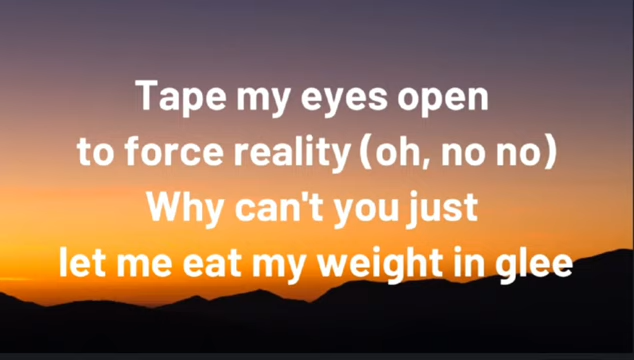 Tape my eyes open
to force reality (oh, no no)
Why can't you just
let me eat my weight in glee